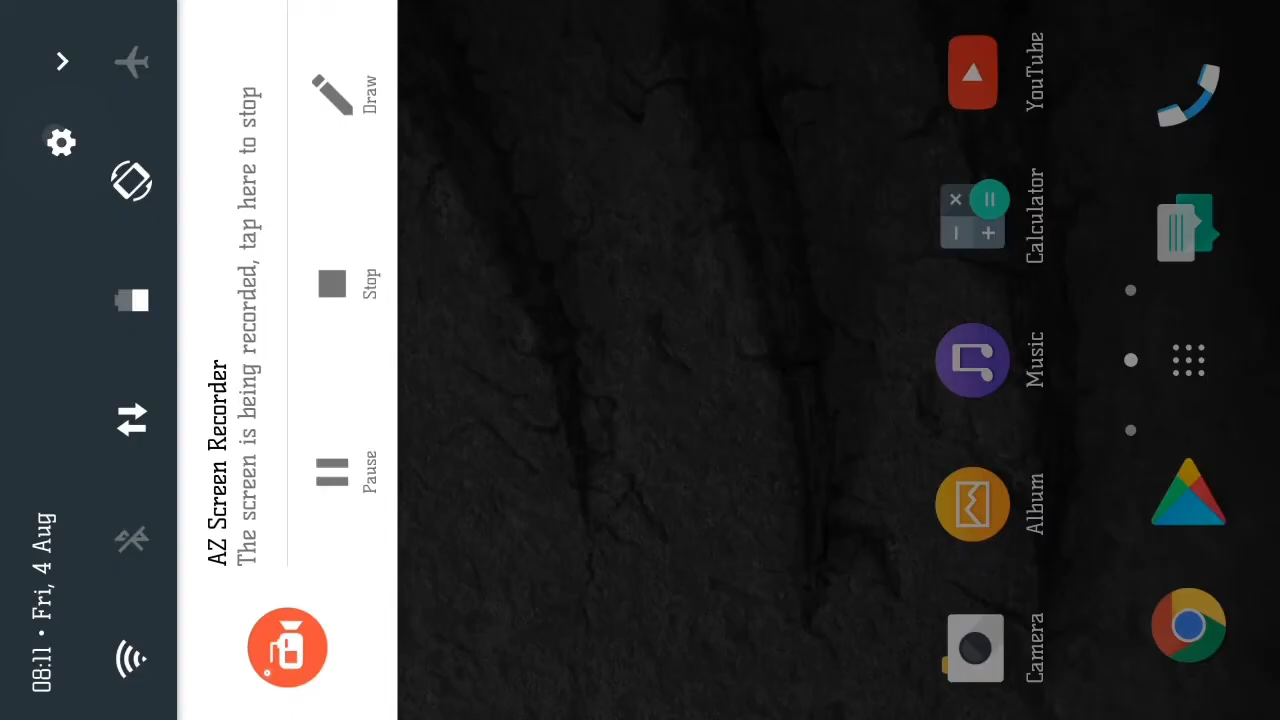 08:11 • Fri, 4 Aug
AZ Screen Recorder
The screen is being recorded, tap here to stop
Pause
Stop
Draw
Camera
Album
Music
Calculator
YouTube